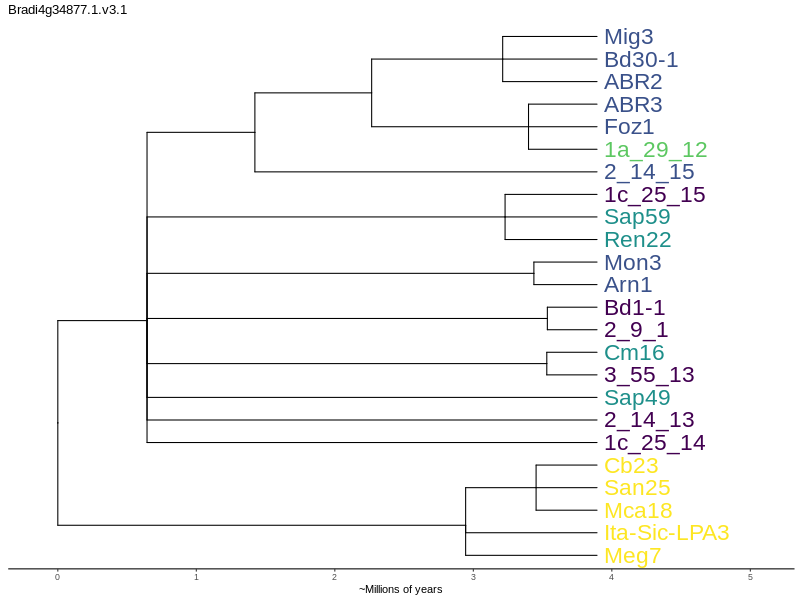 Bradi4g34877.1.v3.1
Mig3
Bd30-1
ABR2
ABR3
Foz1
1a_29_12
2_14_15
1c_25_15
Sap59
Ren22
Mon3
Arn1
Bd1-1
2_9_1
Cm16
3_55_13
Sap49
2_14_13
1c_25_14
Cb23
San25
Mca18
Ita-Sic-LPA3
Meg7
0 1 2 3 4 5
~Millions of years